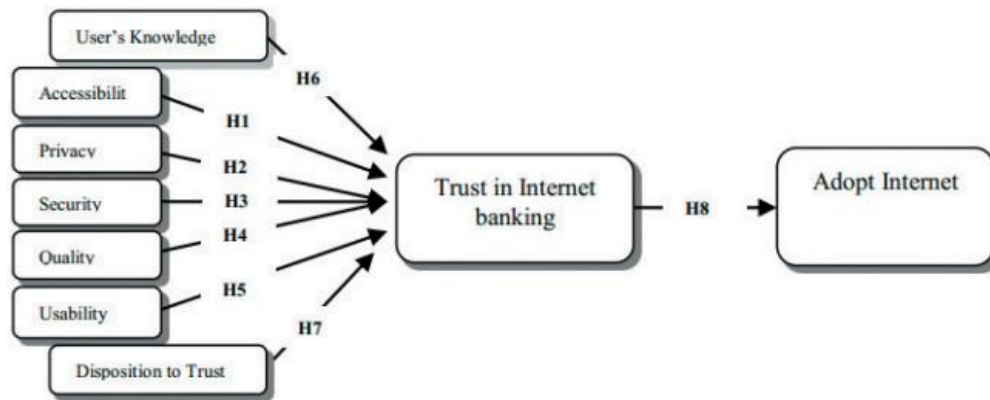 User's Knowledge
H6
Accessibilit
H1
Privacy
H2
Security
H3
Quality
H4
Usability
H5
Disposition to Trust
H7
Trust in Internet
banking
H8
Adopt Internet